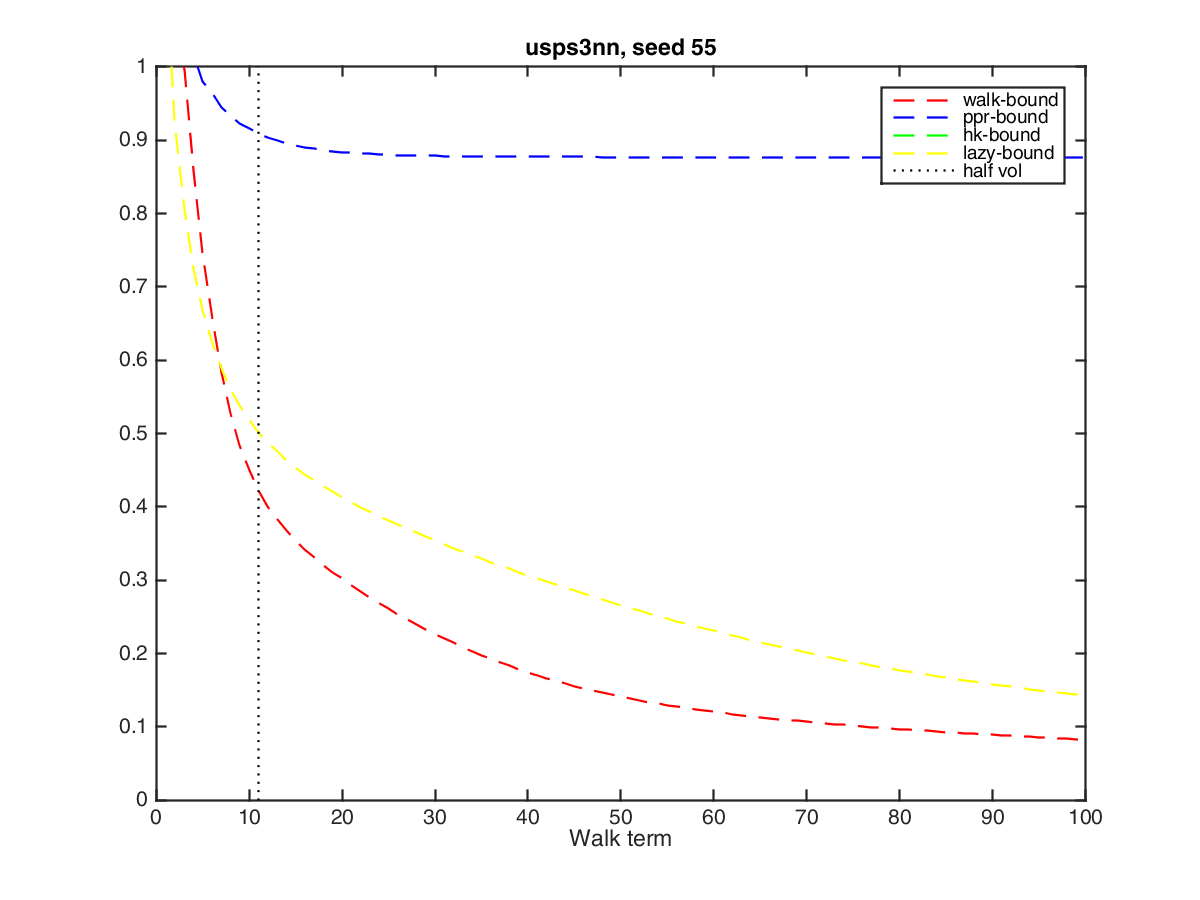 usps3nn, seed 55
1
0.9
0.8
0.7
0.6
0.5
0.4
0.3
0.2
0.1
0
walk-bound
ppr-bound
hk-bound
lazy-bound
half vol
0 10 20 30 40 50 60 70 80 90 100
Walk term